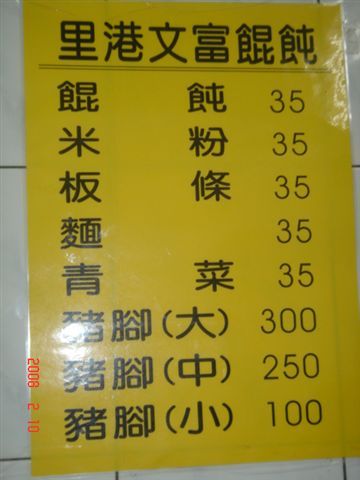 里港文富餛飩
餛飩 35
米粉 35
板條 35
麵 35
青菜 35
豬腳(大) 300
豬腳(中) 250
豬腳(小) 100
2008 2 10